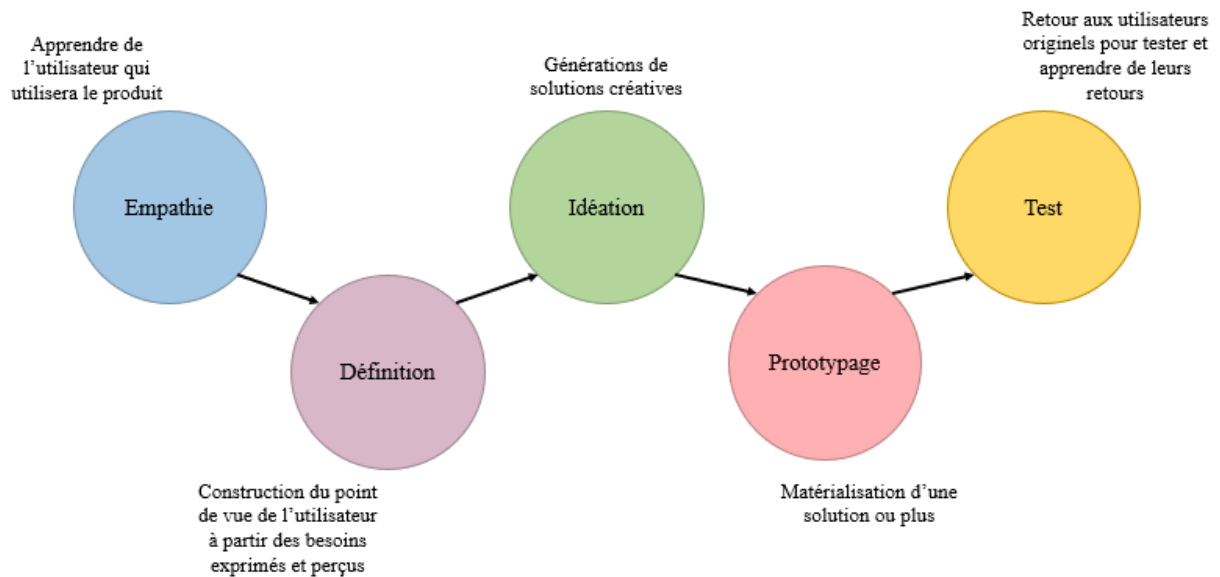 Apprendre de
l’utilisateur qui
utilisera le produit
Empathie
Définition
Construction du point
de vue de l’utilisateur
à partir des besoins
exprimés et perçus
Générations de
solutions créatives
Idéation
Prototypage
Matérialisation d’une
solution ou plus
Retour aux utilisateurs
originels pour tester et
apprendre de leurs
retours
Test